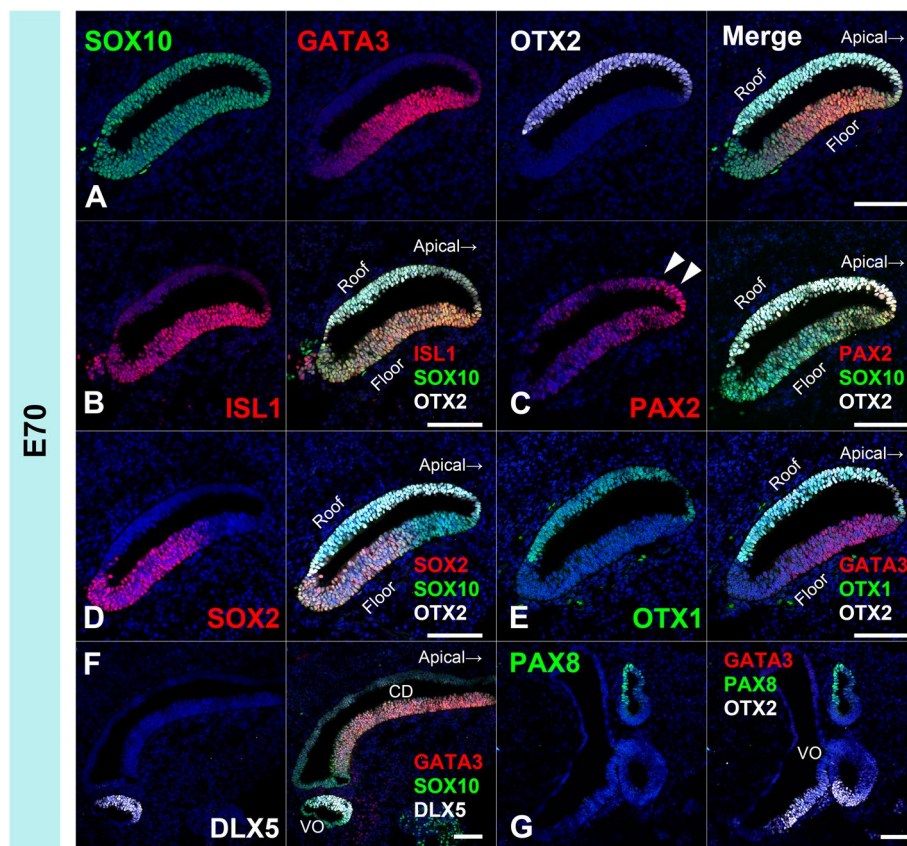 E70
SOX10
GATA3
OTX2
Merge
Apical→
Roof
Floor
A
Apical→
Roof
Floor
ISL1
SOX10
OTX2
B
ISL1
Apical→
Roof
Floor
PAX2
SOX10
OTX2
C
PAX2
Apical→
Roof
Floor
SOX2
SOX10
OTX2
D
SOX2
Apical→
Roof
Floor
GATA3
OTX1
OTX2
E
OTX1
F
Apical→
CD
GATA3
SOX10
DLX5
VO
DLX5
PAX8
GATA3
PAX8
OTX2
VO
G